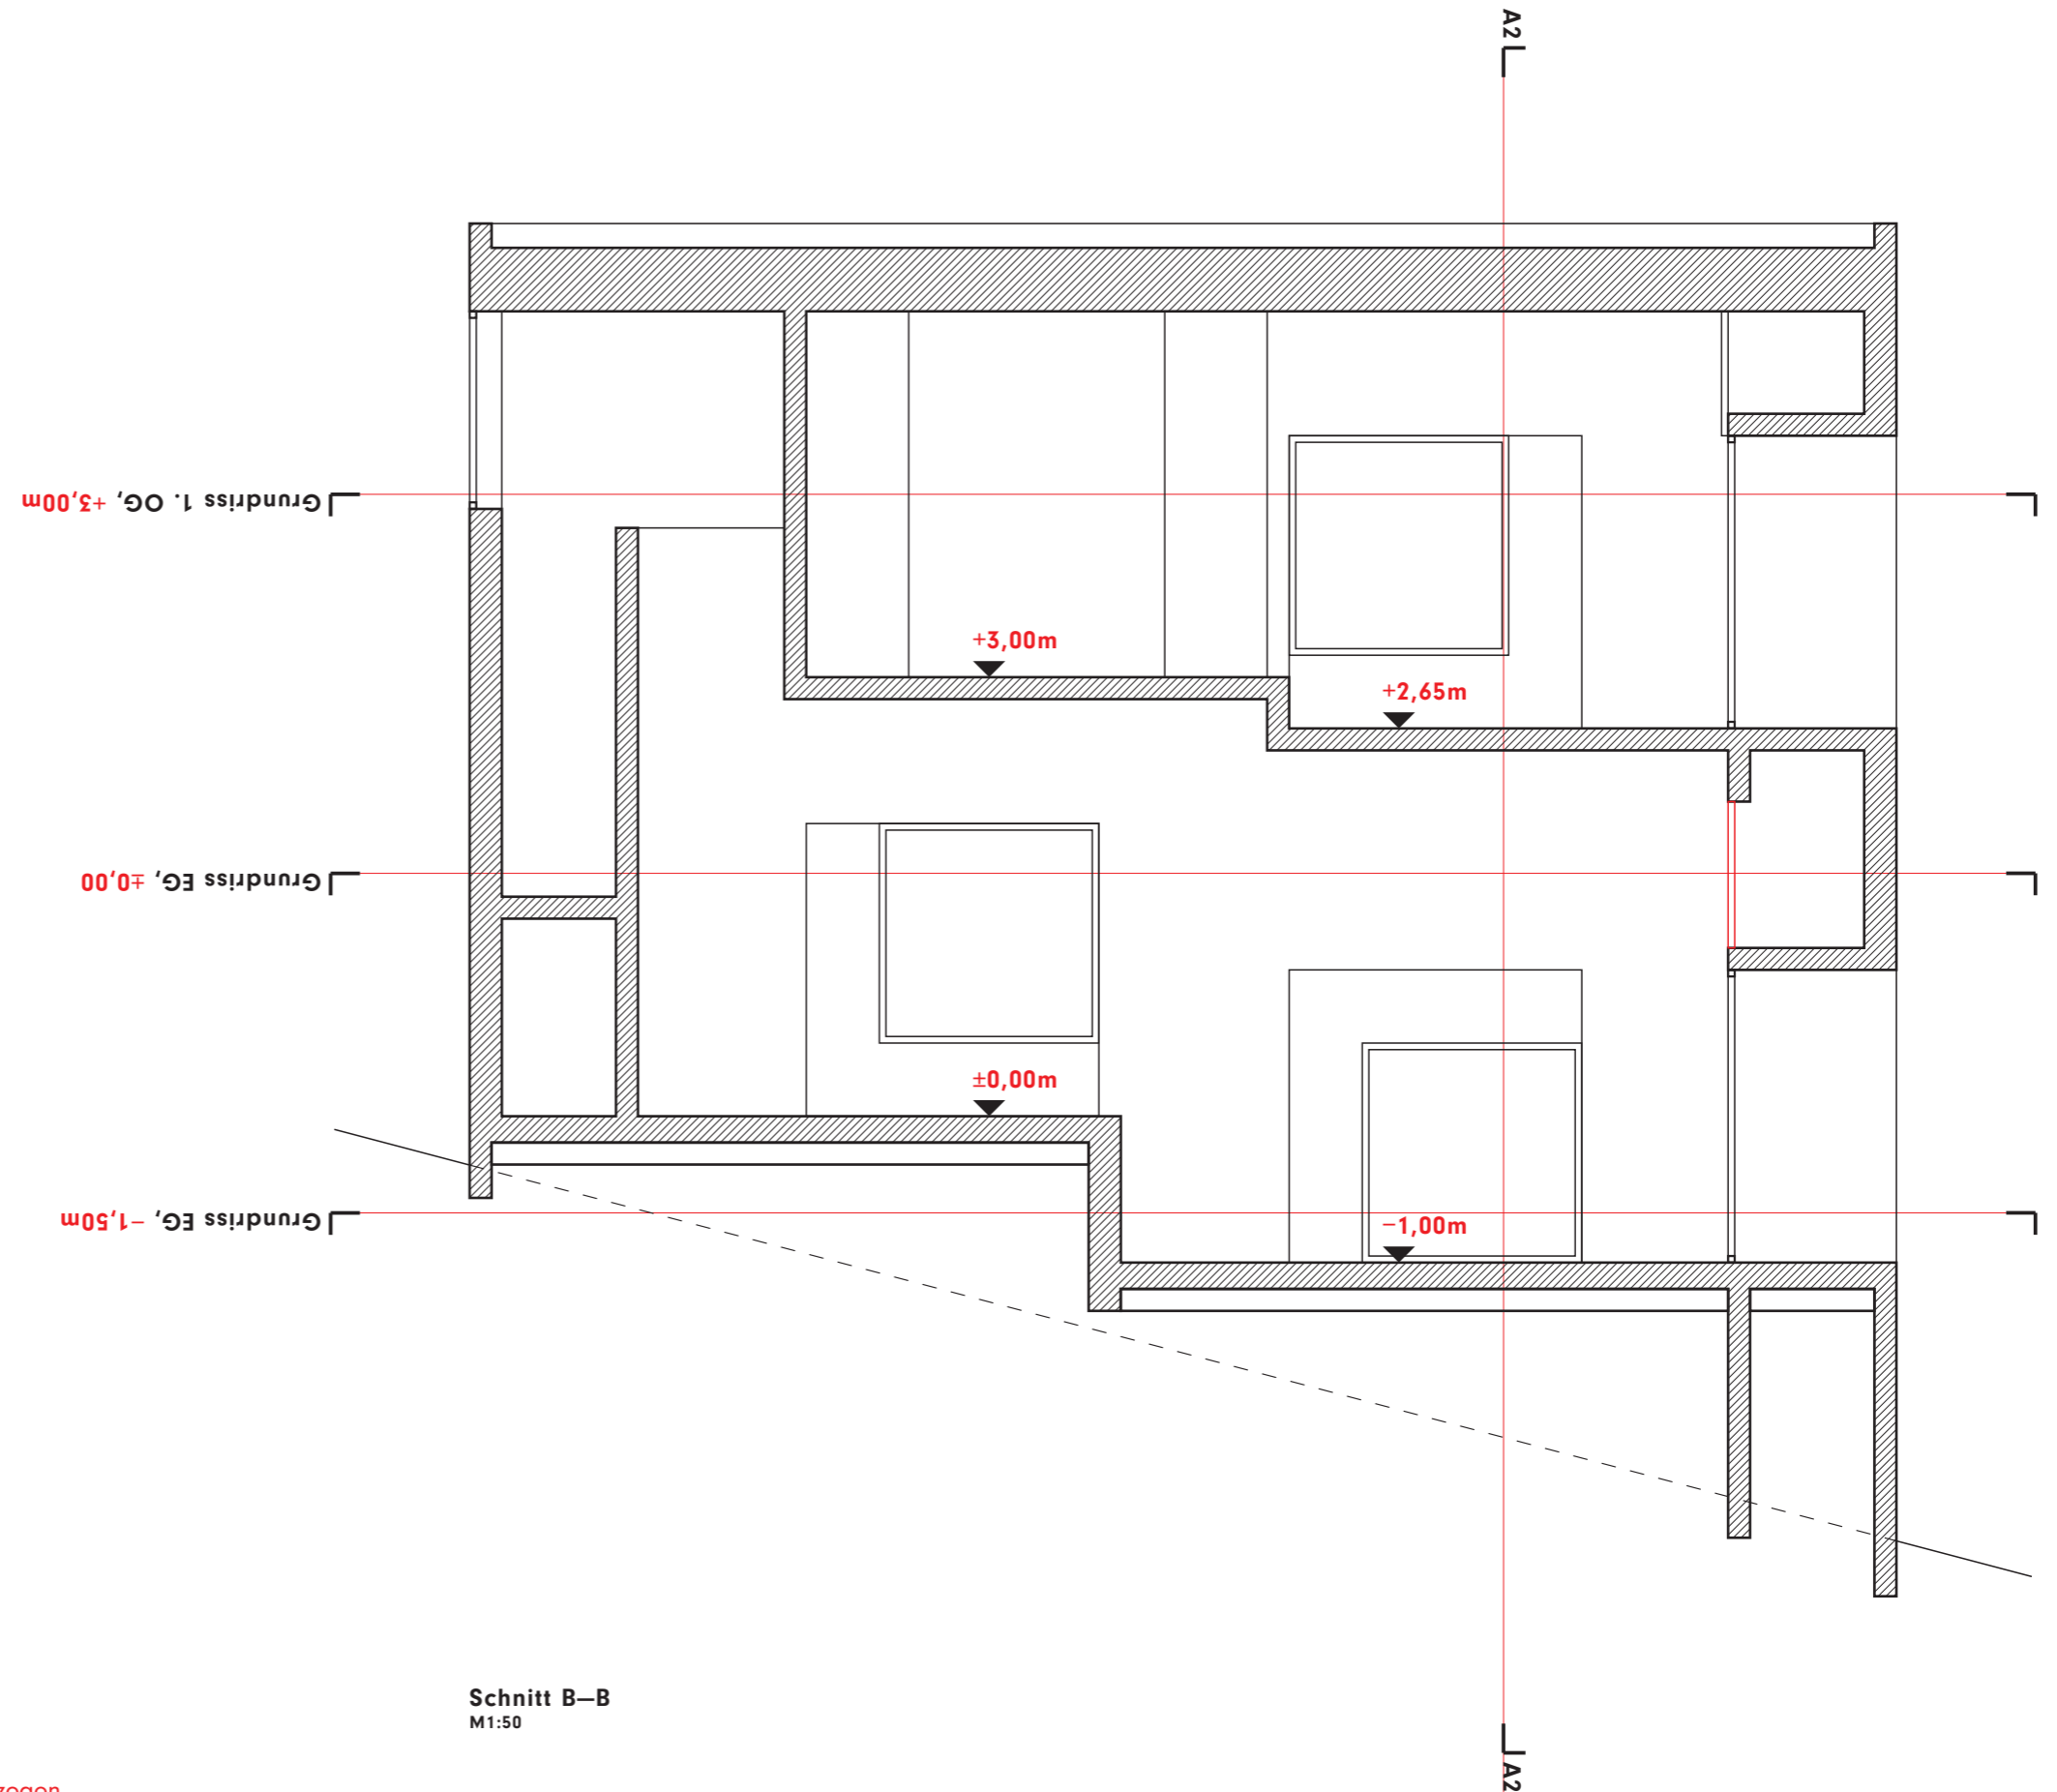 A2
Grundriss 1. OG, +3,00m
+3,00m
+2,65m
Grundriss EG, ±0,00
±0,00m
Grundriss EG, −1,50m
−1,00m
Schnitt B—B
M1:50
A2